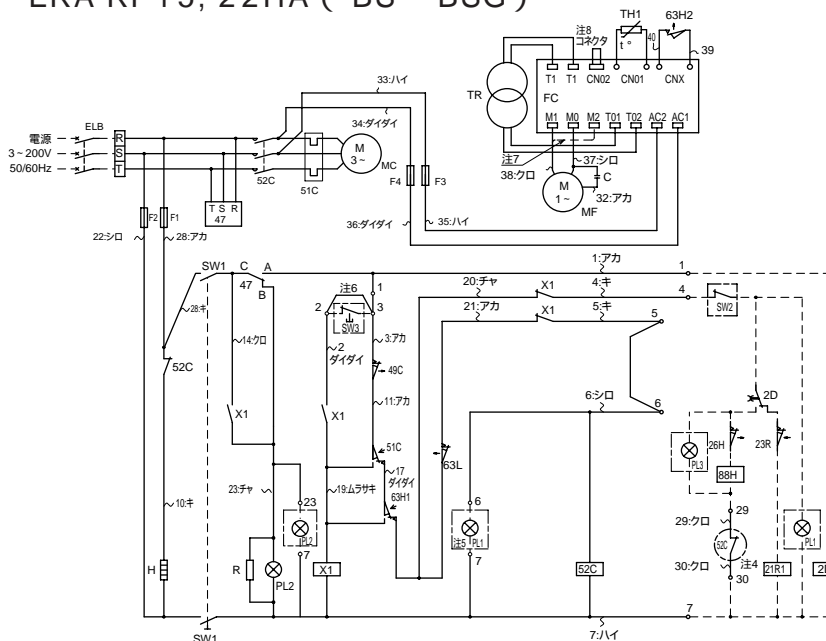 ERA-RP15, 22HA ( -BS・-BSG )
注8
コネクタ
TH1
63H2
t°
40
39
T1
T1
CN02
CN01
CNX
TR
FC
M1
M0
M2
T01
T02
AC2
AC1
33:ハイ
34:ダイダイ
注7
37:シロ
38:クロ
C
M
1~
MF
32:アカ
電源
3~200V
50/60Hz
ELB
R
S
T
52C
51C
M
3~
MC
F4
F3
T S R
47
36:ダイダイ
35:ハイ
F2
F1
22:シロ
28:アカ
SW1
C
A
47
B
1:アカ
1
28:キ
注6
1
2
3
SW3
20:チャ
X1
4:キ
4
SW2
21:アカ
X1
5:キ
5
14:クロ
2
ダイダイ
3:アカ
49C
52C
11:アカ
6:シロ
6
2D
X1
X1
51C
63L
26H
23R
PL3
17
ダイダイ
88H
10:キ
23:チャ
23
19:ムラサキ
63H1
6
29:クロ
29
PL2
注5
PL1
PL1
7
7
52C
注4
H
R
PL2
X1
52C
30:クロ
30
21R1
2
SW1
7
7:ハイ